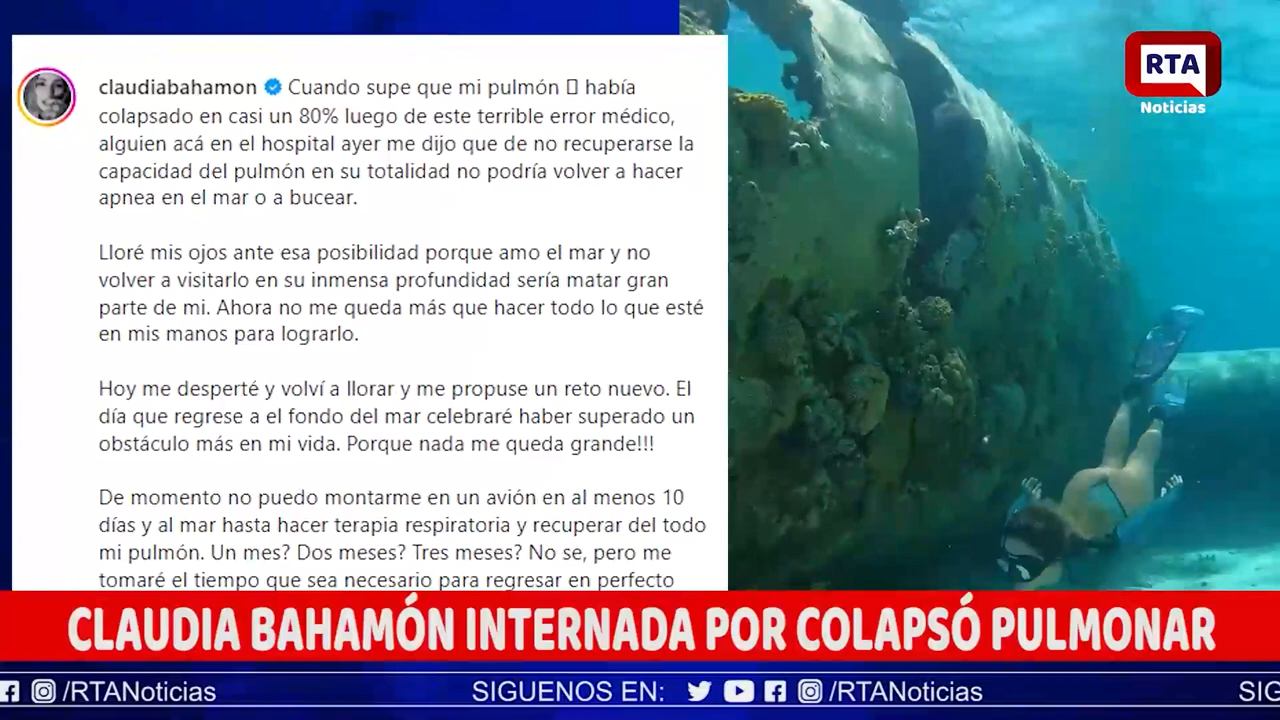 claudiabahamon Cuando supe que mi pulmón había
colapsado en casi un 80% luego de este terrible error médico,
alguien acá en el hospital ayer me dijo que de no recuperarse la
capacidad del pulmón en su totalidad no podría volver a hacer
apnea en el mar o a bucear.
Lloré mis ojos ante esa posibilidad porque amo el mar y no
volver a visitarlo en su inmensa profundidad sería matar gran
parte de mi. Ahora no me queda más que hacer todo lo que esté
en mis manos para lograrlo.
Hoy me desperté y volví a llorar y me propuse un reto nuevo. El
día que regrese a el fondo del mar celebraré haber superado un
obstáculo más en mi vida. Porque nada me queda grande!!!
De momento no puedo montarme en un avión en al menos 10
días y al mar hasta hacer terapia respiratoria y recuperar del todo
mi pulmón. Un mes? Dos meses? Tres meses? No se, pero me
tomaré el tiempo que sea necesario para regresar en perfecto
RTA
Noticias
CLAUDIA BAHAMÓN INTERNADA POR COLAPSÓ PULMONAR
/RTANoticias SIGUENOS EN: /RTANoticias SIG